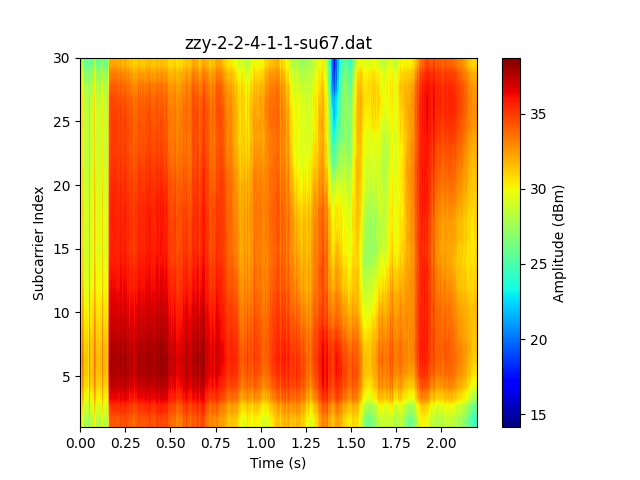 zzy-2-2-4-1-1-su67.dat
30
25
20
15
10
5
Subcarrier Index
0.00 0.25 0.50 0.75 1.00 1.25 1.50 1.75 2.00
Time (s)
35
30
25
20
15
Amplitude (dBm)